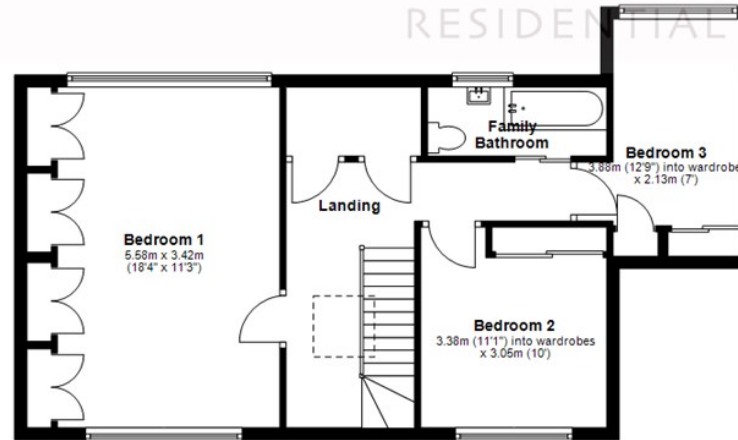 RESIDENTIAL
Family
Bathroom
Bedroom 3
3.88m (12'9") into wardrobe
x 2.13m (7')
Landing
Bedroom 1
5.58m x 3.42m
(18'4" x 11'3")
Bedroom 2
3.38m (11'1") into wardrobes
x 3.05m (10')